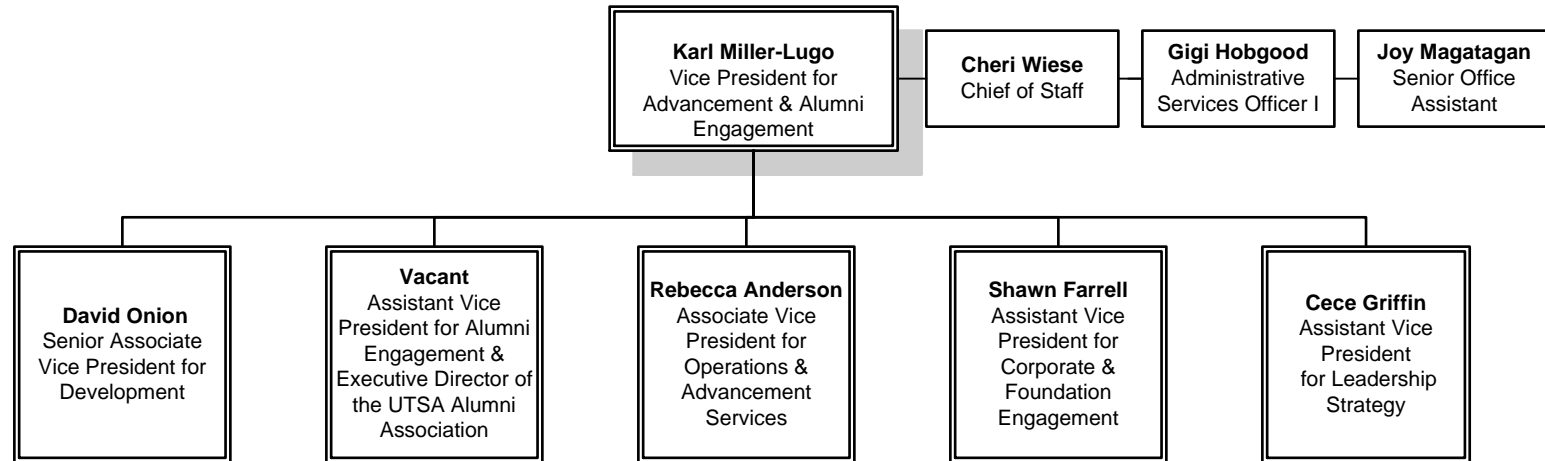 Karl Miller-Lugo
Vice President for
Advancement & Alumni
Engagement
Cheri Wiese
Chief of Staff
Gigi Hobgood
Administrative
Services Officer I
Joy Magatagan
Senior Office
Assistant
David Onion
Senior Associate
Vice President for
Development
Vacant
Assistant Vice
President for Alumni
Engagement &
Executive Director of
the UTSA Alumni
Association
Rebecca Anderson
Associate Vice
President for
Operations &
Advancement
Services
Shawn Farrell
Assistant Vice
President for
Corporate &
Foundation
Engagement
Cece Griffin
Assistant Vice
President
for Leadership
Strategy